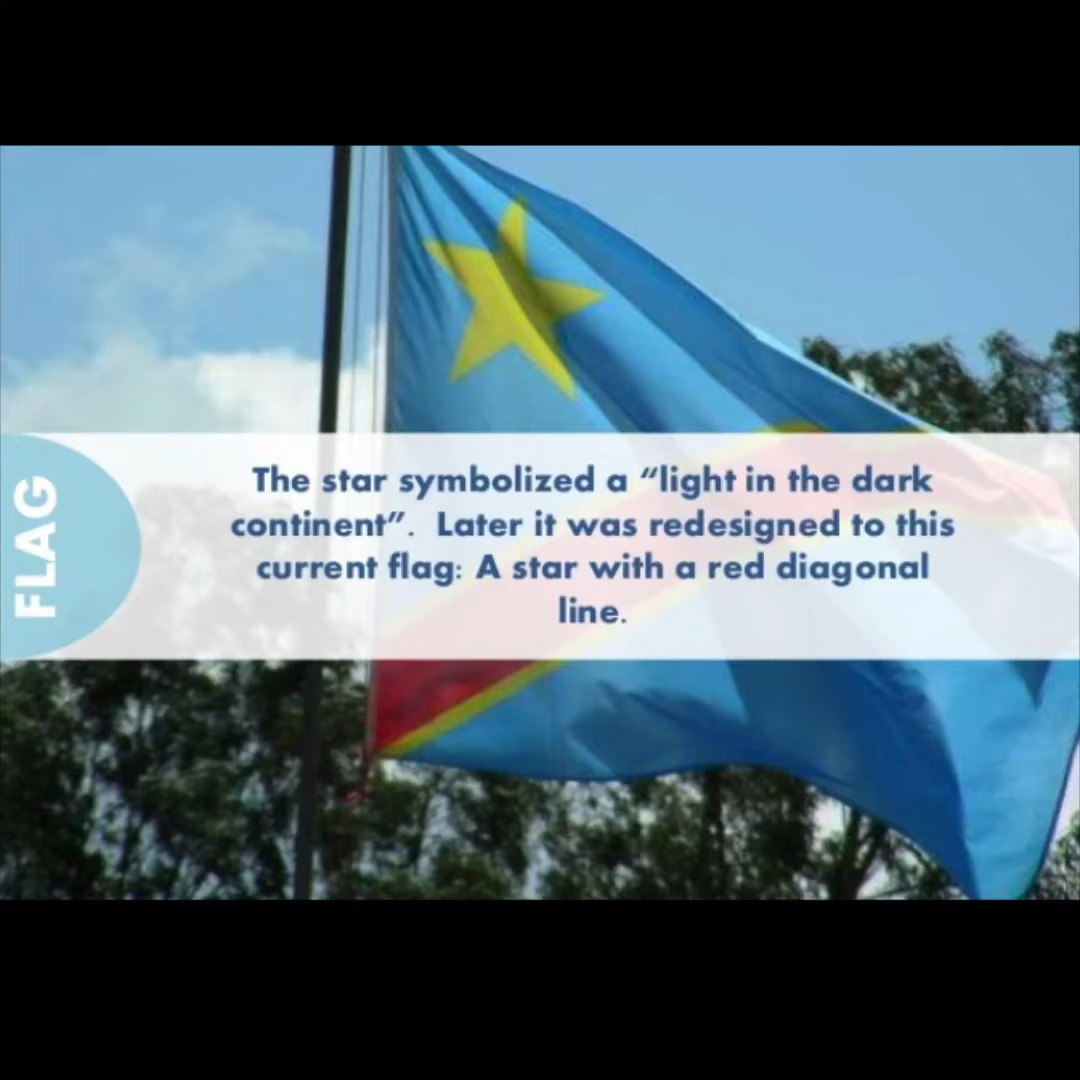 FLAG
The star symbolized a “light in the dark
continent”. Later it was redesigned to this
current flag: A star with a red diagonal
line.